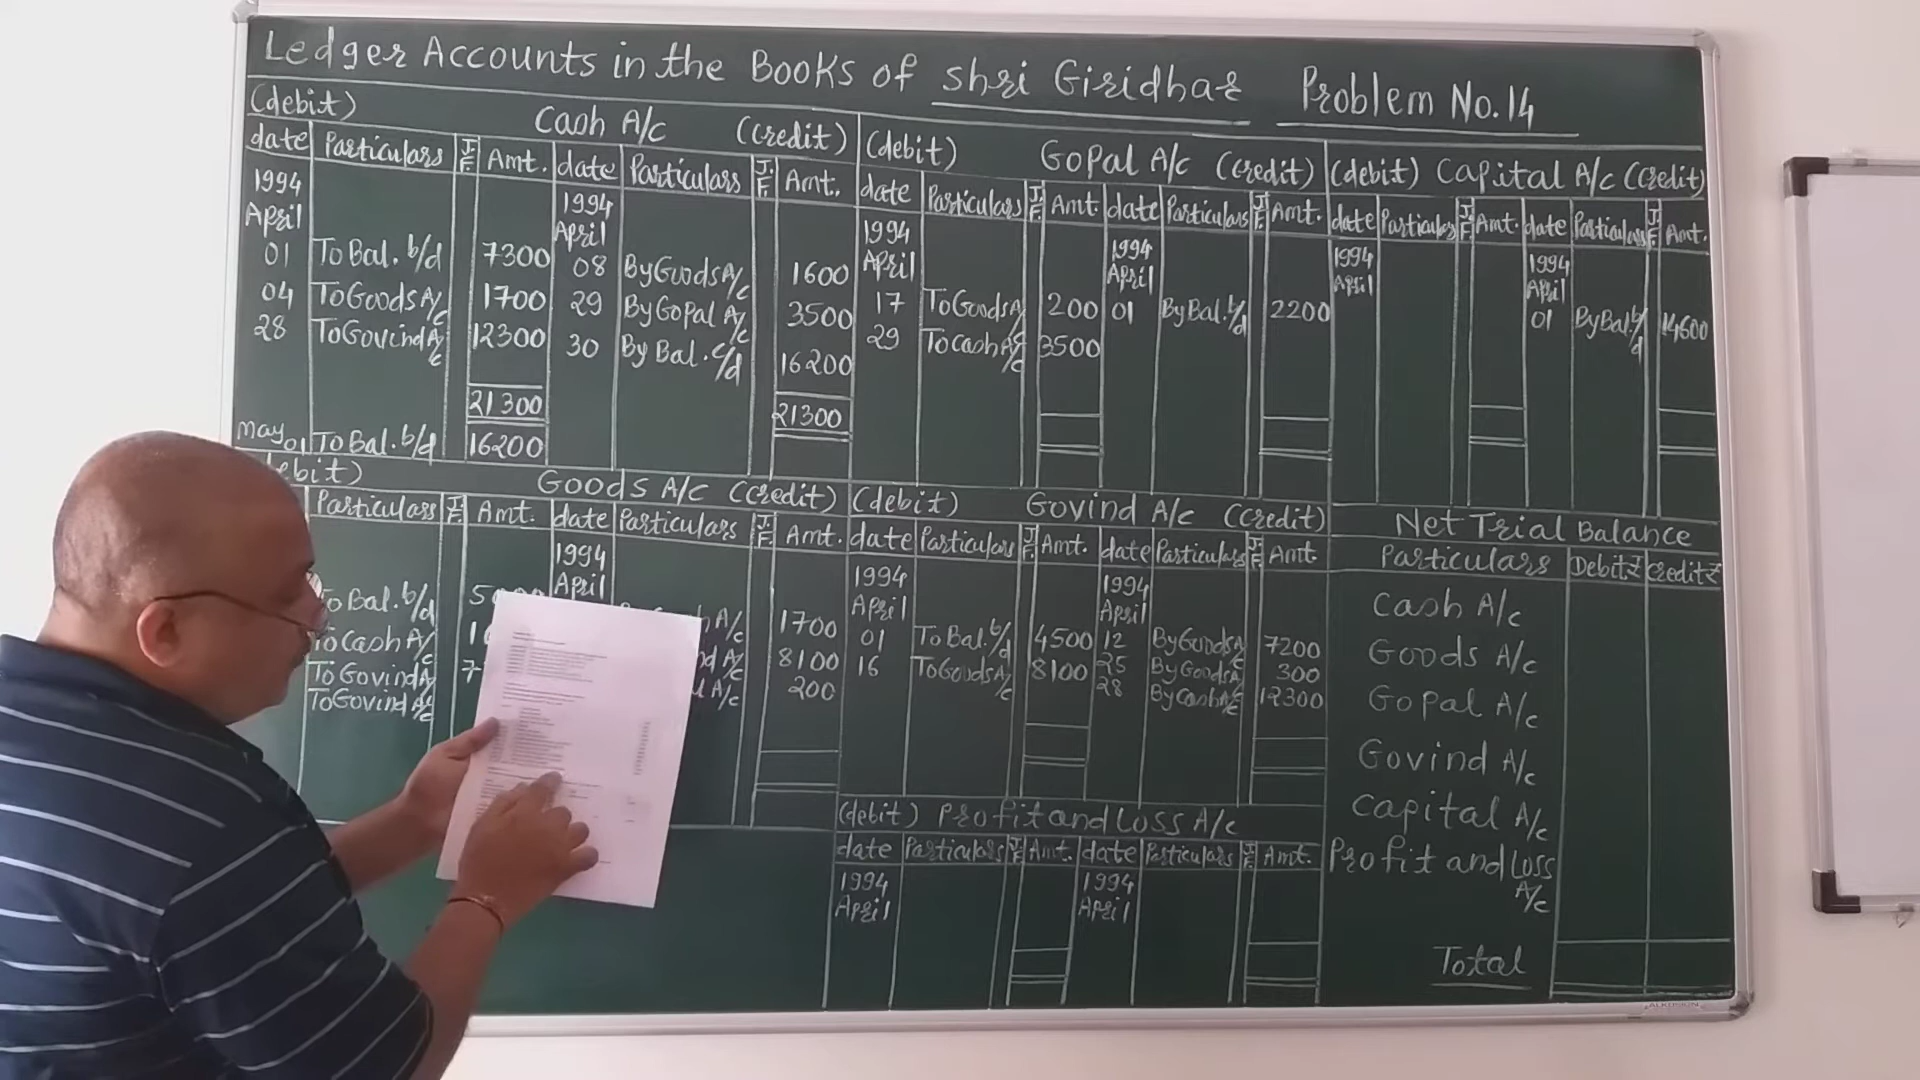 Ledger Accounts in the Books of Shri Giridhar Problem No.14
(debit) Cash A/c (credit)
date Particulars J.F. Amt. date Particulars J.F. Amt.
1994 April 1994 April
01 To Bal. b/d 7300 08 By Goods A/c 1600
04 To Goods A/c 1700 29 By Gopal A/c 3500
28 To Govind A/c 12300 30 By Bal. c/d 16200
21300 21300
May 01 To Bal. b/d 16200
(debit) Gopal A/c (credit)
date Particulars J.F. Amt. date Particulars J.F. Amt.
1994 April 1994 April
17 To Goods A/c 200 01 By Bal. b/d 2200
29 To Cash A/c 3500
(debit) Capital A/c (credit)
date Particulars J.F. Amt. date Particulars J.F. Amt.
1994 April 1994 April
01 By Bal. b/d 14600
Goods A/c (credit)
Particulars J.F. Amt. date Particulars J.F. Amt.
1994 April
To Bal. b/d A/c 1700
To Cash A/c A/c 8100
To Govind A/c A/c 200
To Govind A/c
(debit) Govind A/c (credit)
date Particulars J.F. Amt. date Particulars J.F. Amt.
1994 April 1994 April
01 To Bal. b/d 4500 12 By Goods A/c 7200
16 To Goods A/c 8100 25 By Goods A/c 300
28 By Cash A/c 12300
(debit) Profit and Loss A/c
date Particulars J.F. Amt. date Particulars J.F. Amt.
1994 April 1994 April
Net Trial Balance
Particulars Debit ₹ Credit ₹
Cash A/c
Goods A/c
Gopal A/c
Govind A/c
Capital A/c
Profit and Loss A/c
Total